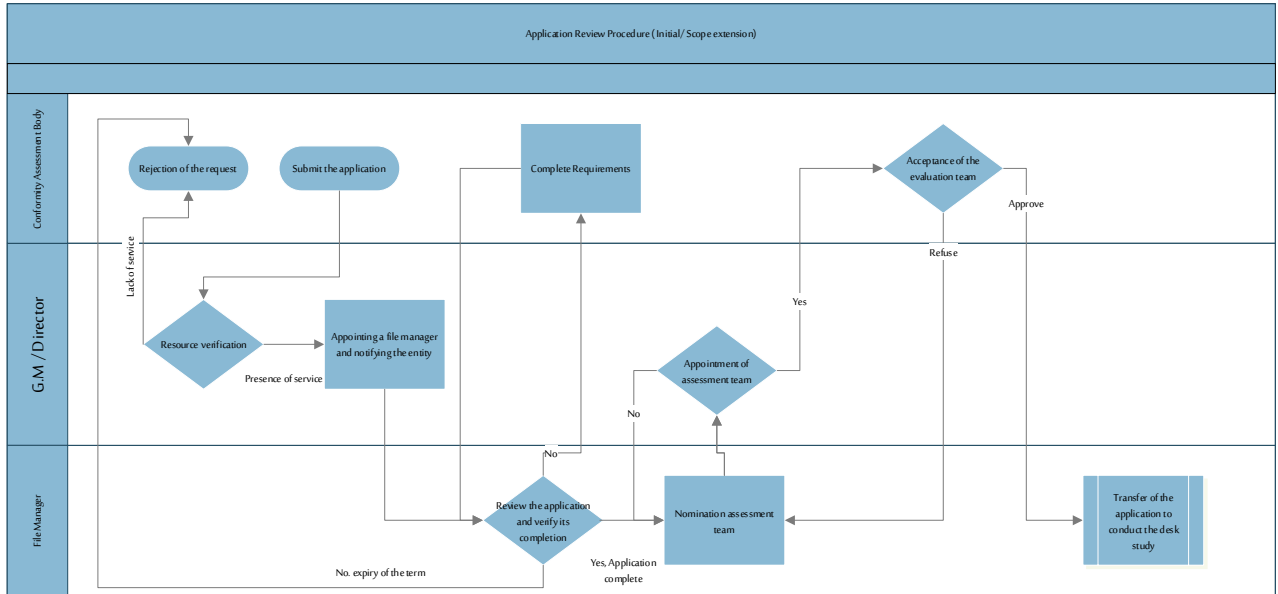 Application Review Procedure ( Initial/ Scope extension)
Conformity Assessment Body
Rejection of the request
Submit the application
Complete Requirements
Acceptance of the
evaluation team
Approve
Refuse
Lack of service
G.M / Director
Resource verification
Presence of service
Appointing a file manager
and notifying the entity
Appointment of
assessment team
Yes
No
File Manager
No
Review the application
and verify its
completion
Yes, Application
complete
No. expiry of the term
Nomination assessment
team
Transfer of the
application to
conduct the desk
study